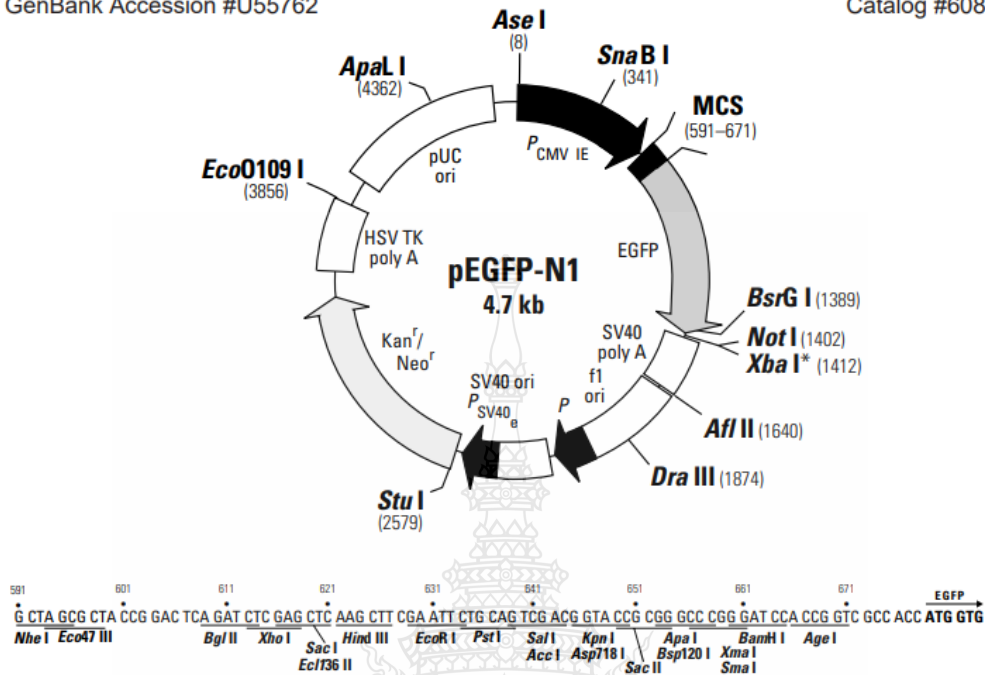 GenBank Accession #U55762
Catalog #608
Ase I
(8)
SnaB I
(341)
ApaL I
(4362)
MCS
(591–671)
PCMV IE
pUC
ori
EcoO109 I
(3856)
HSV TK
poly A
EGFP
pEGFP-N1
4.7 kb
BsrG I (1389)
Not I (1402)
Xba I* (1412)
SV40
poly A
Kanr/
Neor
f1
ori
SV40 ori
PSV40e
P
Afl II (1640)
Dra III (1874)
Stu I
(2579)
591 601 611 621 631 641 651 661 671 EGFP
G CTA GCG CTA CCG GAC TCA GAT CTC GAG CTC AAG CTT CGA ATT CTG CAG TCG ACG GTA CCG CGG GCC CGG GAT CCA CCG GTC GCC ACC ATG GTG
Nhe I Eco47 III Bgl II Xho I Hind III EcoR I Pst I Sal I Kpn I Apa I BamH I Age I
Sac I Acc I Asp718 I Bsp120 I Xma I
Ecl136 II Sac II Sma I